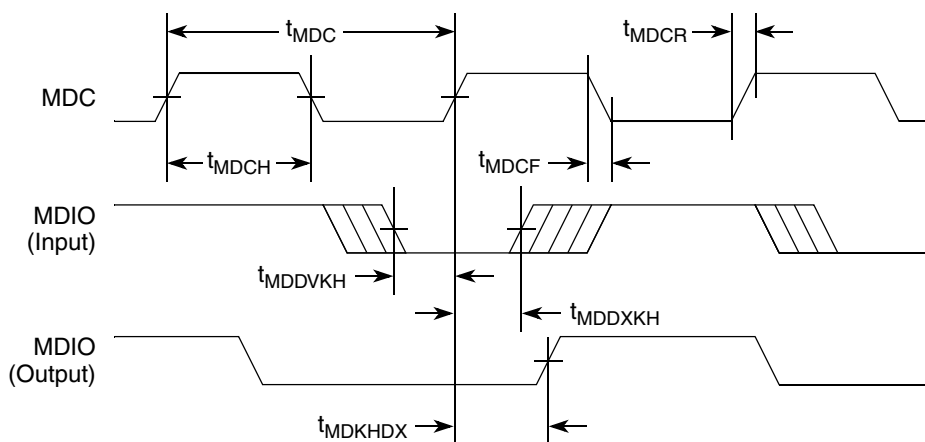 tMDC
tMDCR
MDC
tMDCH
tMDCF
MDIO
(Input)
tMDDVKH
tMDDXKH
MDIO
(Output)
tMDKHDX